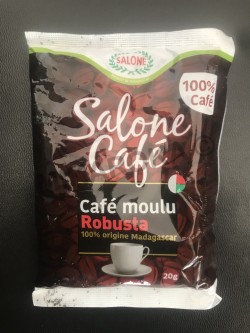 SALONE
100%
Café
Salone
Café
Café moulu
Robusta
100% origine Madagascar
20g